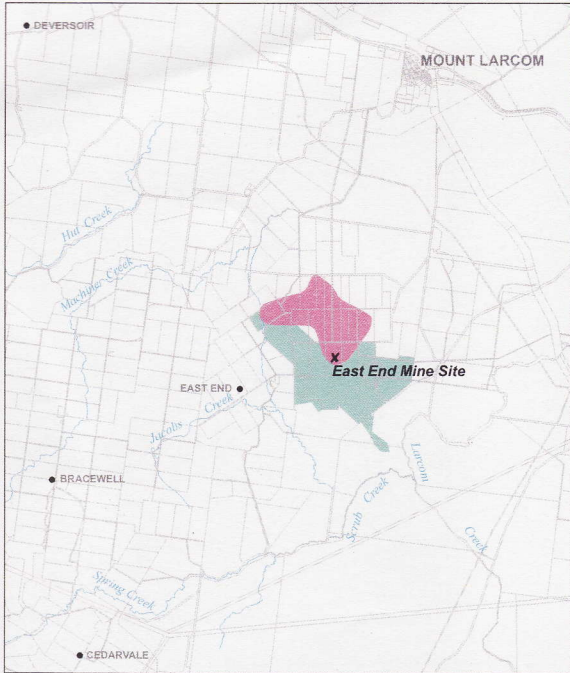 DEVERSOIR
MOUNT LARCOM
Hut Creek
Machine Creek
East End Mine Site
EAST END
Jacobs Creek
Larcom Creek
BRACEWELL
Scrub Creek
Spring Creek
CEDARVALE